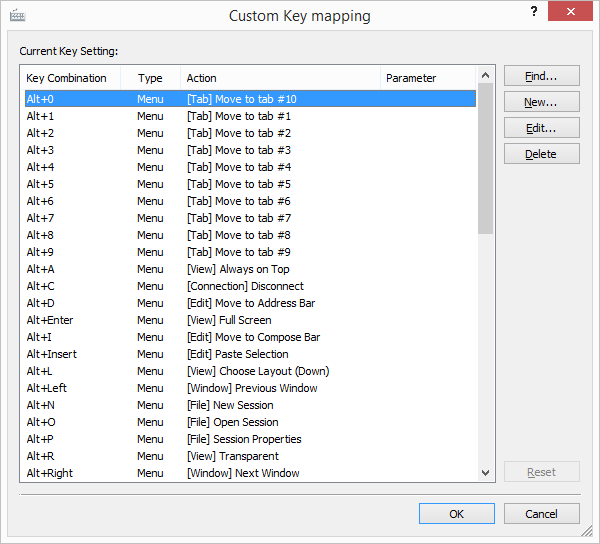 Custom Key mapping
?
Current Key Setting:
Key Combination Type Action Parameter
Alt+0 Menu [Tab] Move to tab #10
Alt+1 Menu [Tab] Move to tab #1
Alt+2 Menu [Tab] Move to tab #2
Alt+3 Menu [Tab] Move to tab #3
Alt+4 Menu [Tab] Move to tab #4
Alt+5 Menu [Tab] Move to tab #5
Alt+6 Menu [Tab] Move to tab #6
Alt+7 Menu [Tab] Move to tab #7
Alt+8 Menu [Tab] Move to tab #8
Alt+9 Menu [Tab] Move to tab #9
Alt+A Menu [View] Always on Top
Alt+C Menu [Connection] Disconnect
Alt+D Menu [Edit] Move to Address Bar
Alt+Enter Menu [View] Full Screen
Alt+I Menu [Edit] Move to Compose Bar
Alt+Insert Menu [Edit] Paste Selection
Alt+L Menu [View] Choose Layout (Down)
Alt+Left Menu [Window] Previous Window
Alt+N Menu [File] New Session
Alt+O Menu [File] Open Session
Alt+P Menu [File] Session Properties
Alt+R Menu [View] Transparent
Alt+Right Menu [Window] Next Window
Find...
New...
Edit...
Delete
Reset
OK Cancel